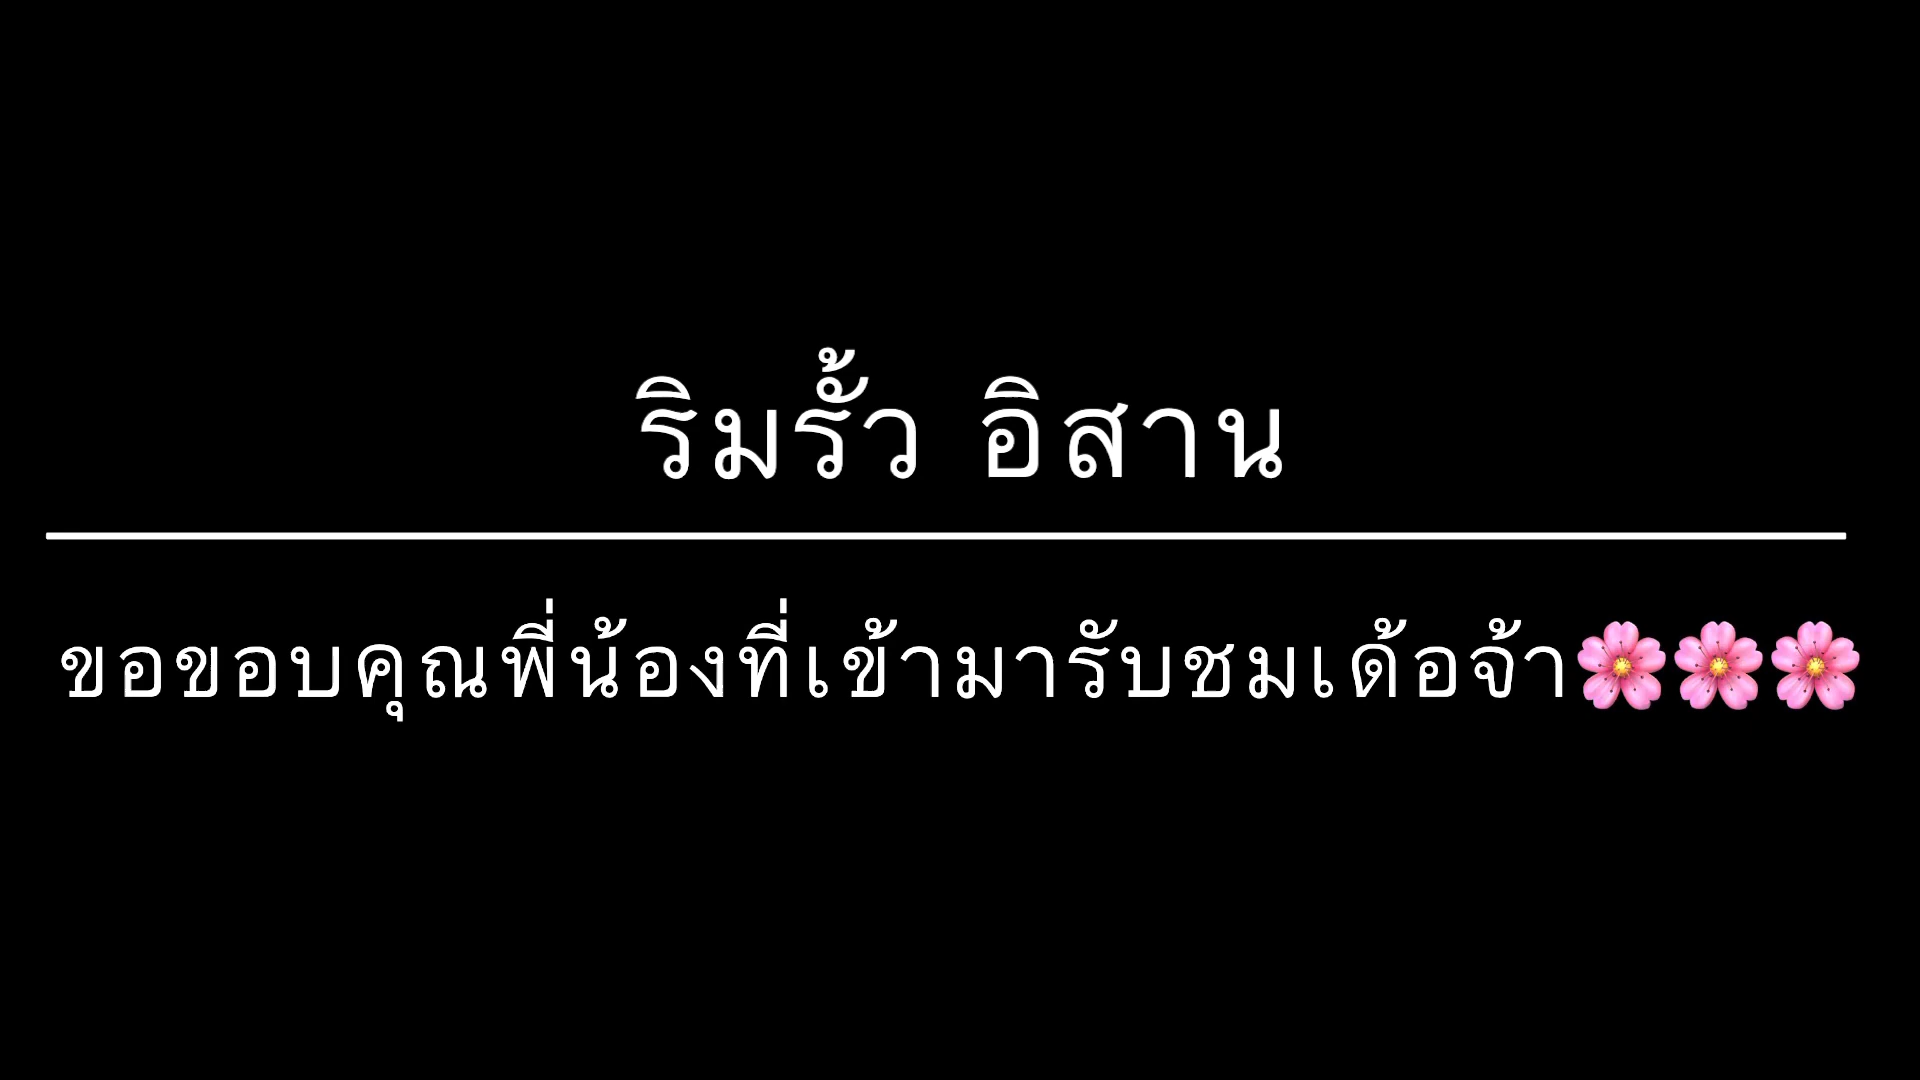 ริมรั้ว อิสาน
ขอขอบคุณพี่น้องที่เข้ามารับชมเด้อจ้า🌸🌸🌸